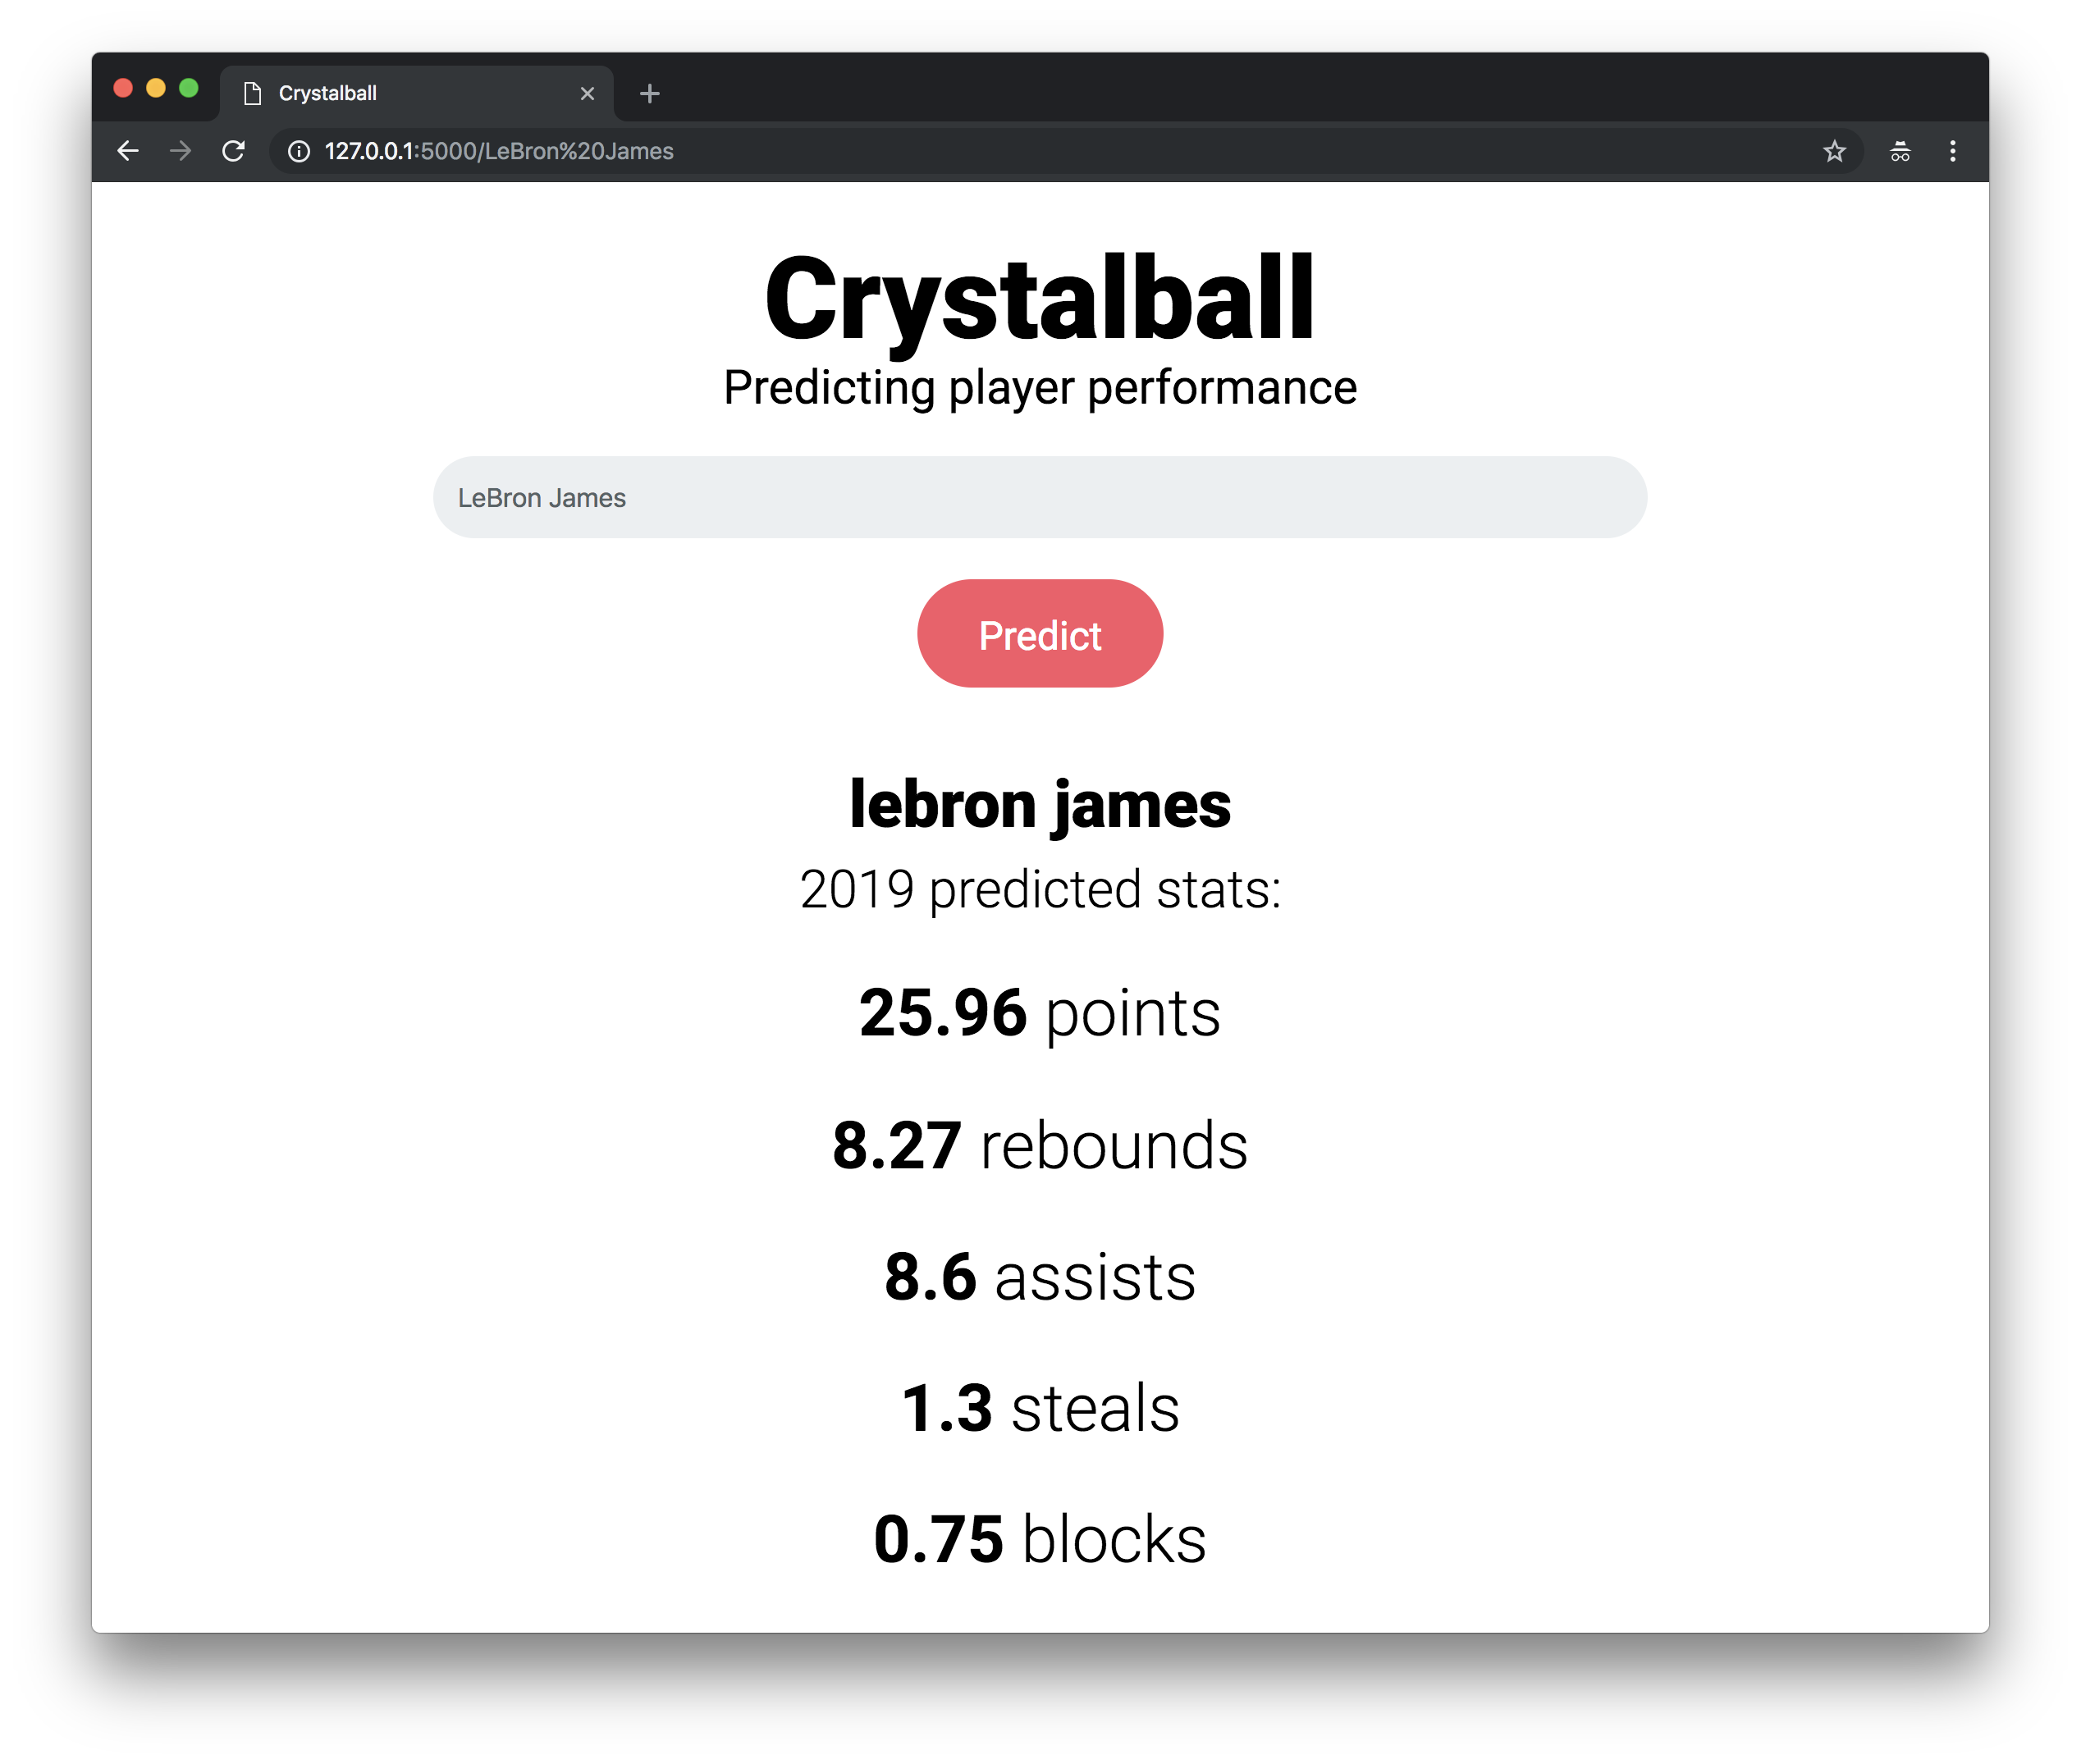 Crystalball
127.0.0.1:5000/LeBron%20James
Crystalball
Predicting player performance
LeBron James
Predict
lebron james
2019 predicted stats:
25.96 points
8.27 rebounds
8.6 assists
1.3 steals
0.75 blocks